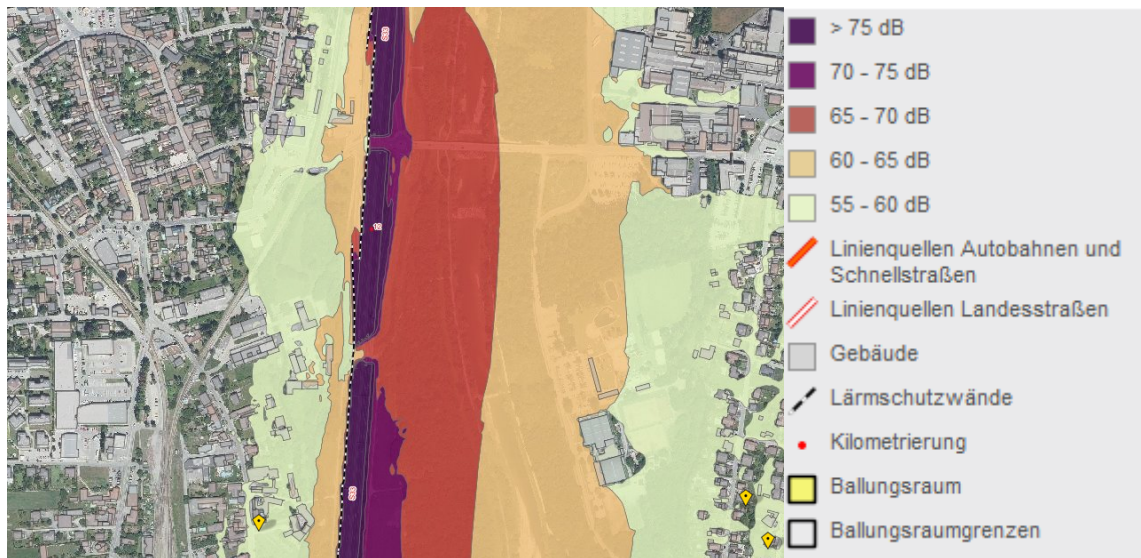 S33
> 75 dB
70 - 75 dB
65 - 70 dB
60 - 65 dB
55 - 60 dB
Linienquellen Autobahnen und
Schnellstraßen
Linienquellen Landesstraßen
Gebäude
Lärmschutzwände
Kilometrierung
Ballungsraum
Ballungsraumgrenzen